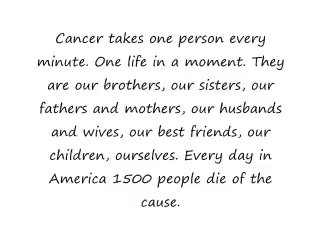 Cancer takes one person every
minute. One life in a moment. They
are our brothers, our sisters, our
fathers and mothers, our husbands
and wives, our best friends, our
children, ourselves. Every day in
America 1500 people die of the
cause.